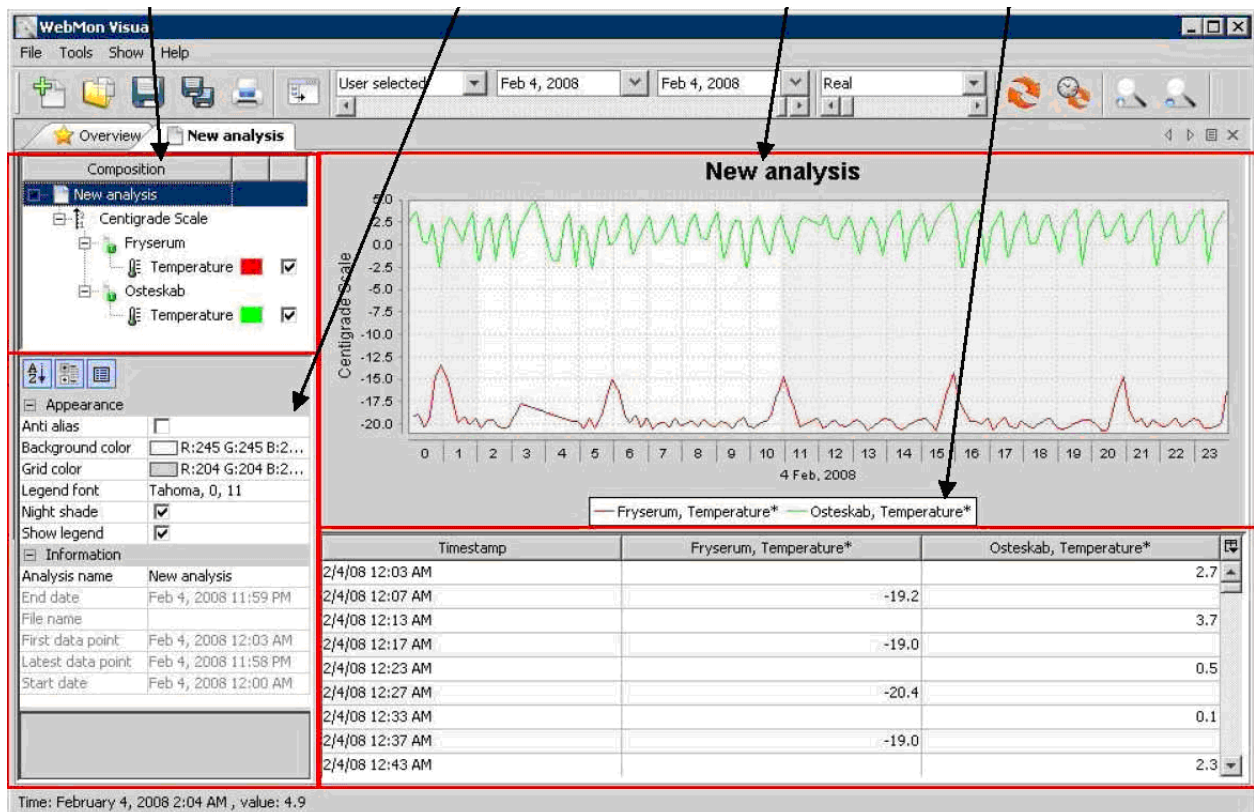 WebMon Visua
File Tools Show Help
User selected Feb 4, 2008 Feb 4, 2008 Real
Overview New analysis
Composition
New analysis
Centigrade Scale
Fryserum
Temperature
Osteskab
Temperature
Appearance
Anti alias
Background color R:245 G:245 B:2...
Grid color R:204 G:204 B:2...
Legend font Tahoma, 0, 11
Night shade
Show legend
Information
Analysis name New analysis
End date Feb 4, 2008 11:59 PM
File name
First data point Feb 4, 2008 12:03 AM
Latest data point Feb 4, 2008 11:58 PM
Start date Feb 4, 2008 12:00 AM
New analysis
Centigrade Scale
5.0
2.5
0.0
-2.5
-5.0
-7.5
-10.0
-12.5
-15.0
-17.5
-20.0
0 1 2 3 4 5 6 7 8 9 10 11 12 13 14 15 16 17 18 19 20 21 22 23
4 Feb, 2008
Fryserum, Temperature* Osteskab, Temperature*
Timestamp Fryserum, Temperature* Osteskab, Temperature*
2/4/08 12:03 AM 2.7
2/4/08 12:07 AM -19.2
2/4/08 12:13 AM 3.7
2/4/08 12:17 AM -19.0
2/4/08 12:23 AM 0.5
2/4/08 12:27 AM -20.4
2/4/08 12:33 AM 0.1
2/4/08 12:37 AM -19.0
2/4/08 12:43 AM 2.3
Time: February 4, 2008 2:04 AM , value: 4.9